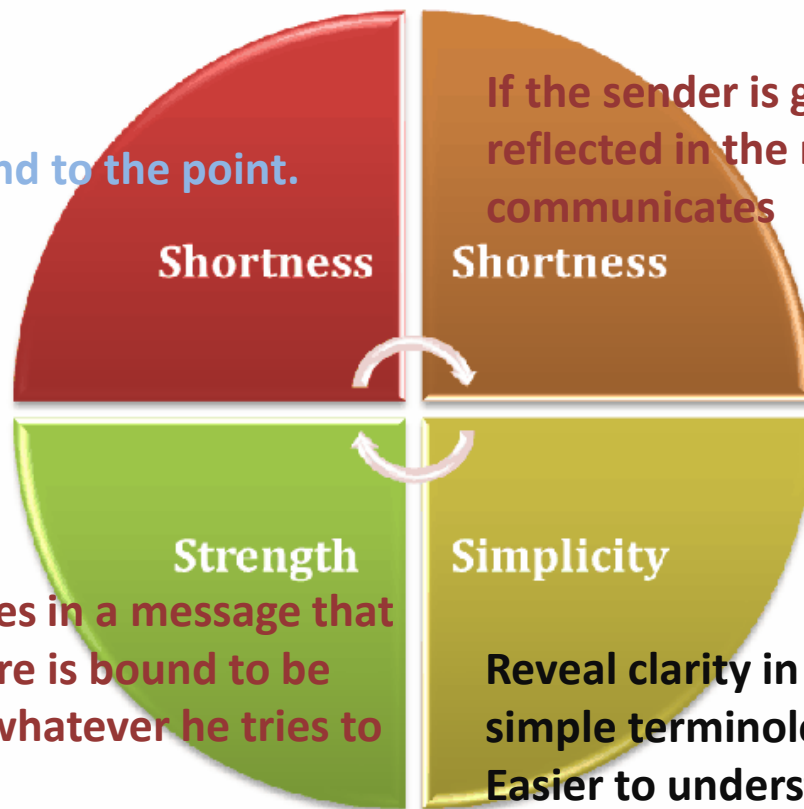 nd to the point.
Shortness
If the sender is g
reflected in the r
communicates
Shortness
Strength
es in a message that
re is bound to be
whatever he tries to
Simplicity
Reveal clarity in
simple terminolo
Easier to unders